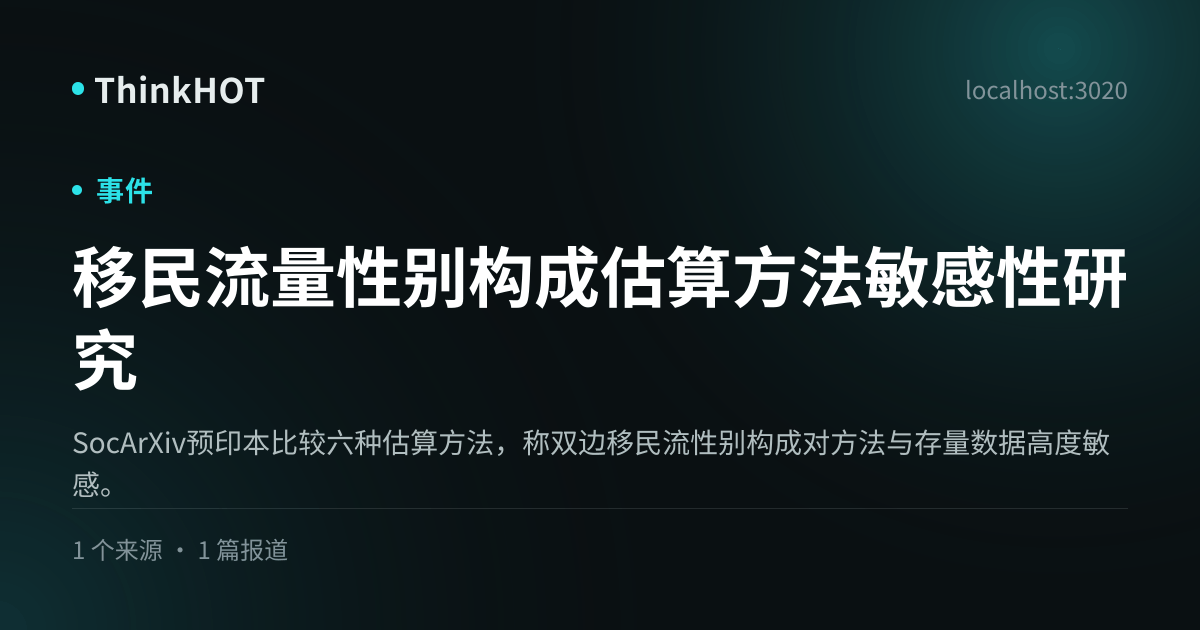 ThinkHOT
localhost:3020
事件
移民流量性别构成估算方法敏感性研
究
SocArXiv预印本比较六种估算方法，称双边移民流性别构成对方法与存量数据高度敏
感。
1 个来源 · 1 篇报道